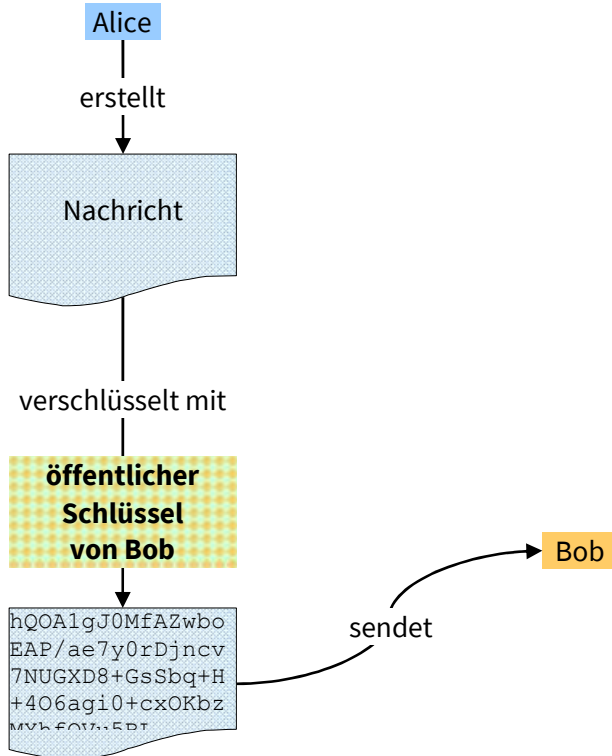 Alice
erstellt
Nachricht
verschlüsselt mit
öffentlicher
Schlüssel
von Bob
hQOA1gJ0MfAZwbo
EAP/ae7y0rDjncv
7NUGXD8+GsSbq+H
+4O6agi0+cxOKbz
sendet
Bob